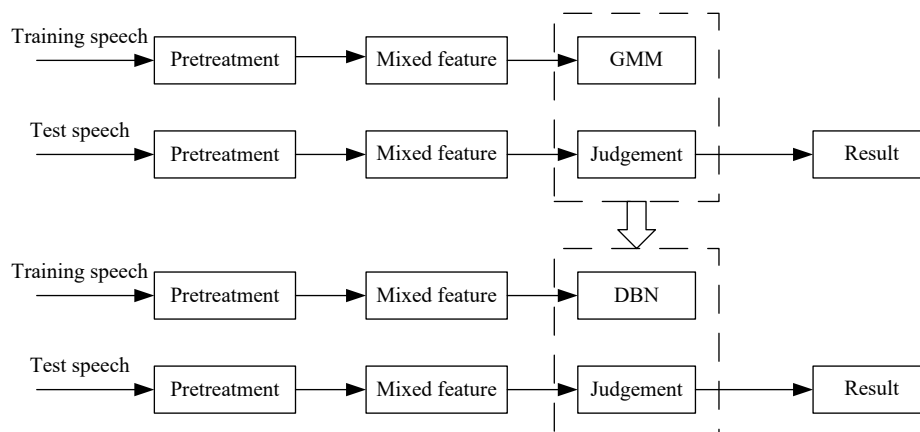 Training speech
Pretreatment
Mixed feature
GMM
Test speech
Pretreatment
Mixed feature
Judgement
Result
Training speech
Pretreatment
Mixed feature
DBN
Test speech
Pretreatment
Mixed feature
Judgement
Result